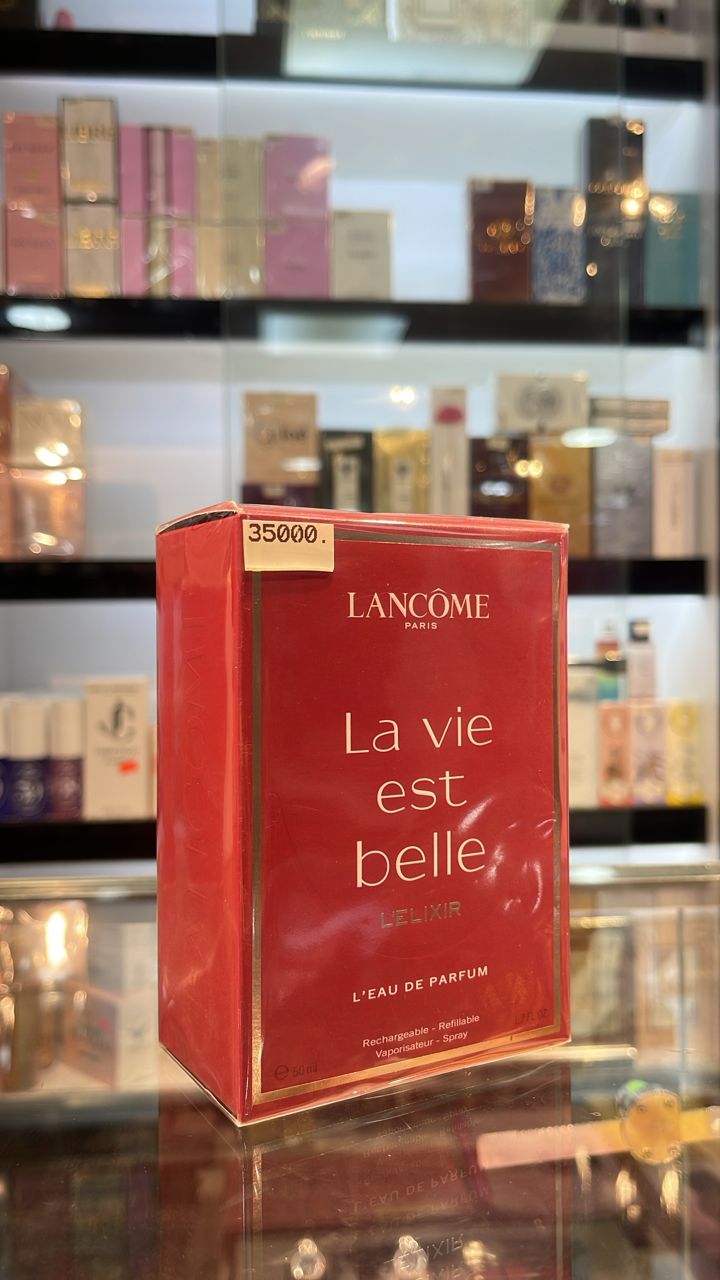 35000.
LANCÔME
PARIS
La vie
est
belle
L'ELIXIR
L'EAU DE PARFUM
Rechargeable - Refillable
Vaporisateur - Spray
℮ 50 ml
1.7 FL.OZ